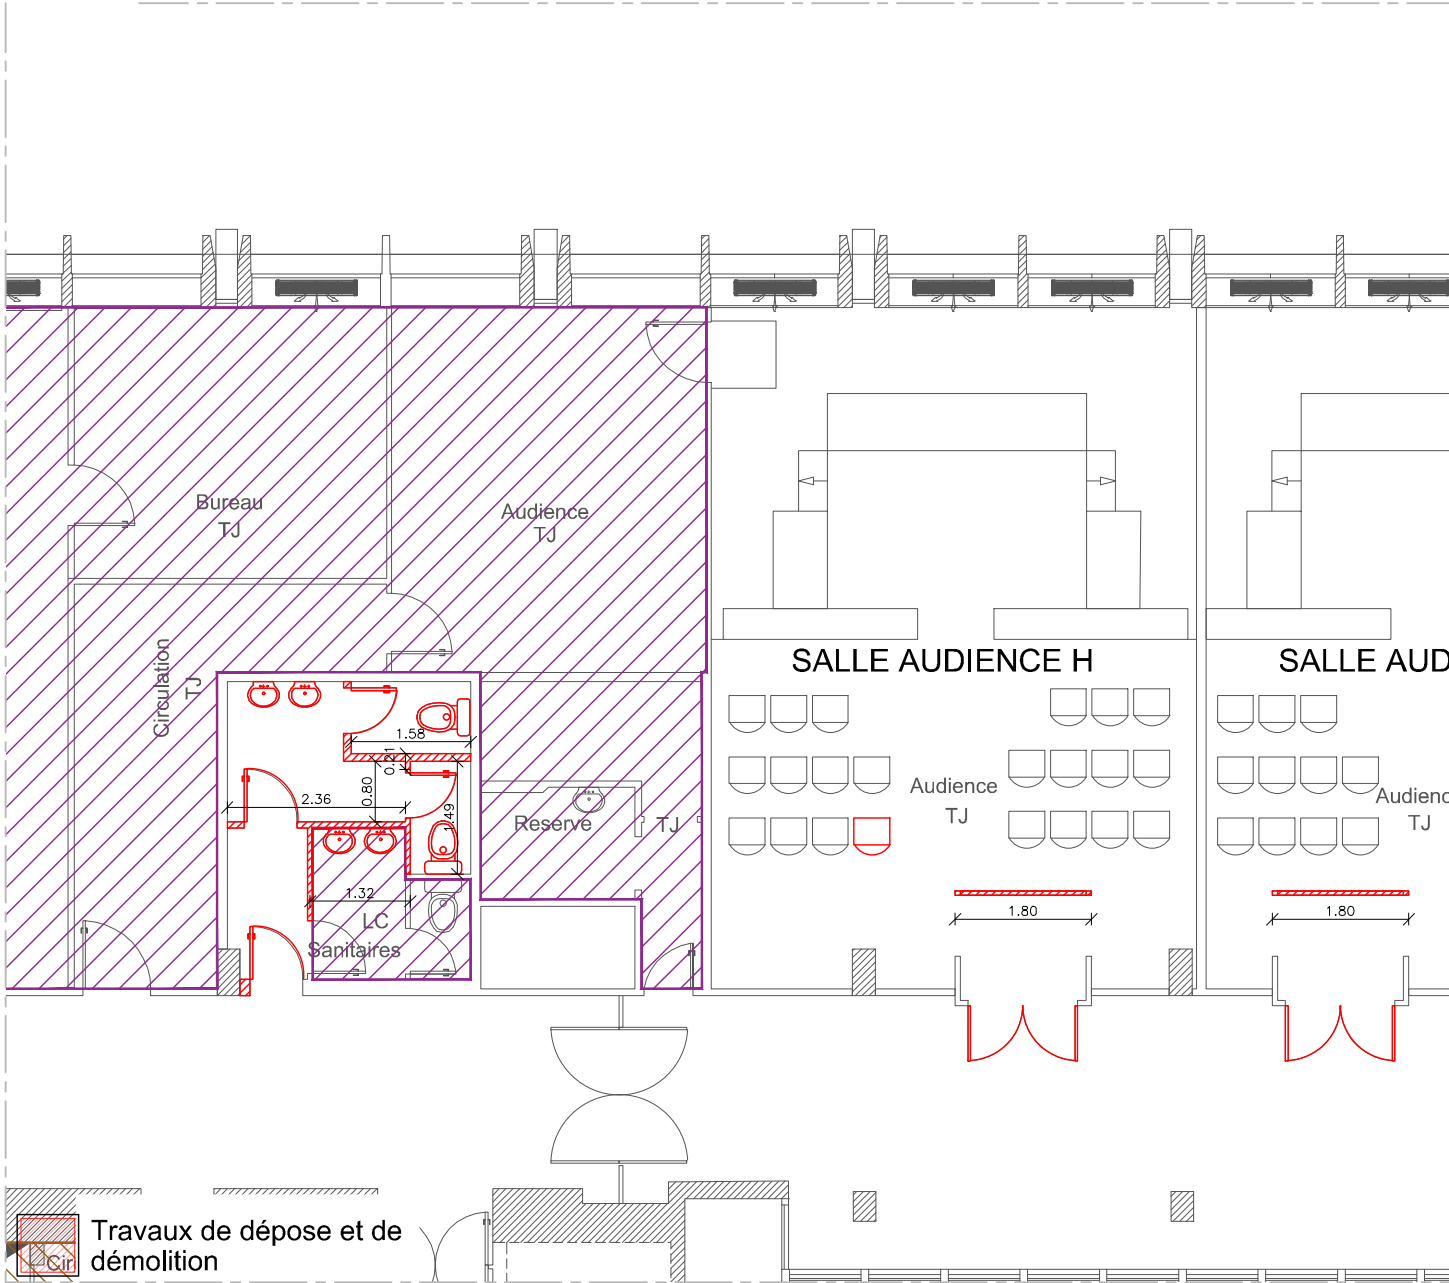 Bureau
TJ
Audience
TJ
Circulation
TJ
SALLE AUDIENCE H
SALLE AUD
1.58
0.21
0.80
2.36
1.49
Reserve
TJ
Audience
TJ
Audienc
TJ
1.32
LC
Sanitaires
1.80
1.80
Travaux de dépose et de
démolition
Cir